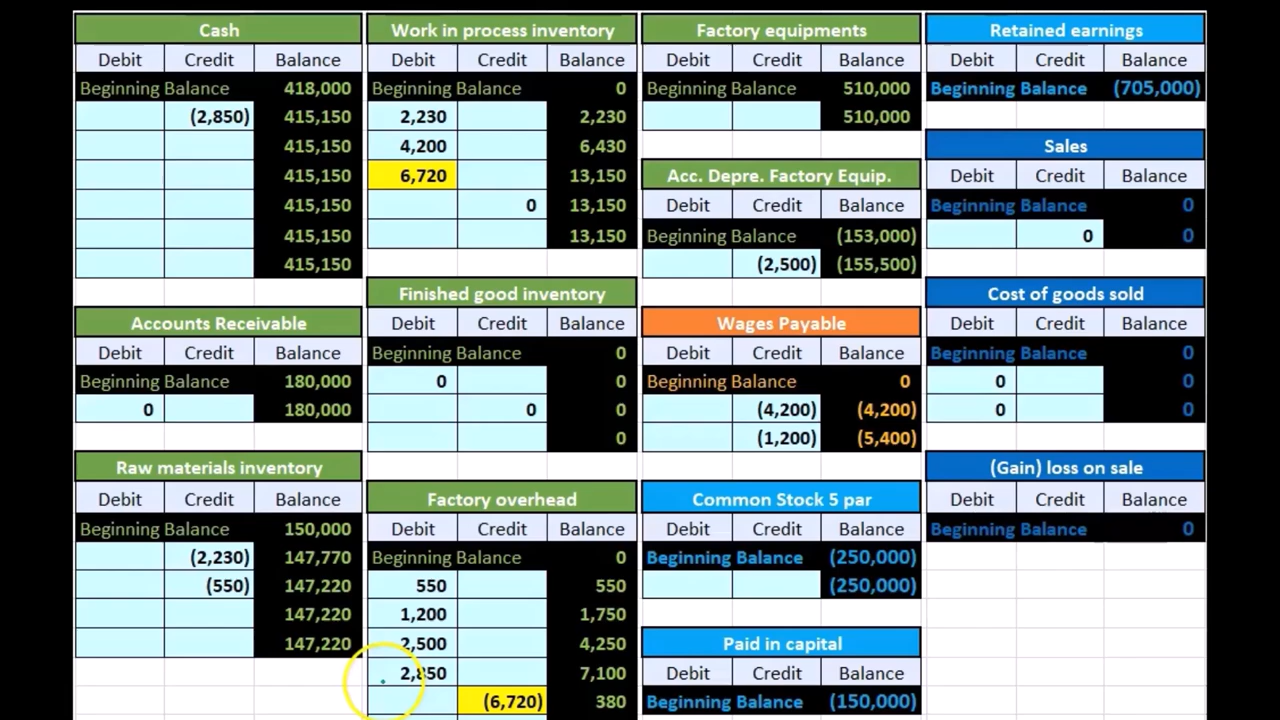 Cash
Debit Credit Balance
Beginning Balance 418,000
(2,850) 415,150
415,150
415,150
415,150
415,150
415,150
Accounts Receivable
Debit Credit Balance
Beginning Balance 180,000
0 180,000
Raw materials inventory
Debit Credit Balance
Beginning Balance 150,000
(2,230) 147,770
(550) 147,220
147,220
147,220
Work in process inventory
Debit Credit Balance
Beginning Balance 0
2,230 2,230
4,200 6,430
6,720 13,150
0 13,150
13,150
Finished good inventory
Debit Credit Balance
Beginning Balance 0
0 0
0 0
0
Factory overhead
Debit Credit Balance
Beginning Balance 0
550 550
1,200 1,750
2,500 4,250
2,850 7,100
(6,720) 380
Factory equipments
Debit Credit Balance
Beginning Balance 510,000
510,000
Acc. Depre. Factory Equip.
Debit Credit Balance
Beginning Balance (153,000)
(2,500) (155,500)
Wages Payable
Debit Credit Balance
Beginning Balance 0
(4,200) (4,200)
(1,200) (5,400)
Common Stock 5 par
Debit Credit Balance
Beginning Balance (250,000)
(250,000)
Paid in capital
Debit Credit Balance
Beginning Balance (150,000)
Retained earnings
Debit Credit Balance
Beginning Balance (705,000)
Sales
Debit Credit Balance
Beginning Balance 0
0 0
Cost of goods sold
Debit Credit Balance
Beginning Balance 0
0 0
0 0
(Gain) loss on sale
Debit Credit Balance
Beginning Balance 0